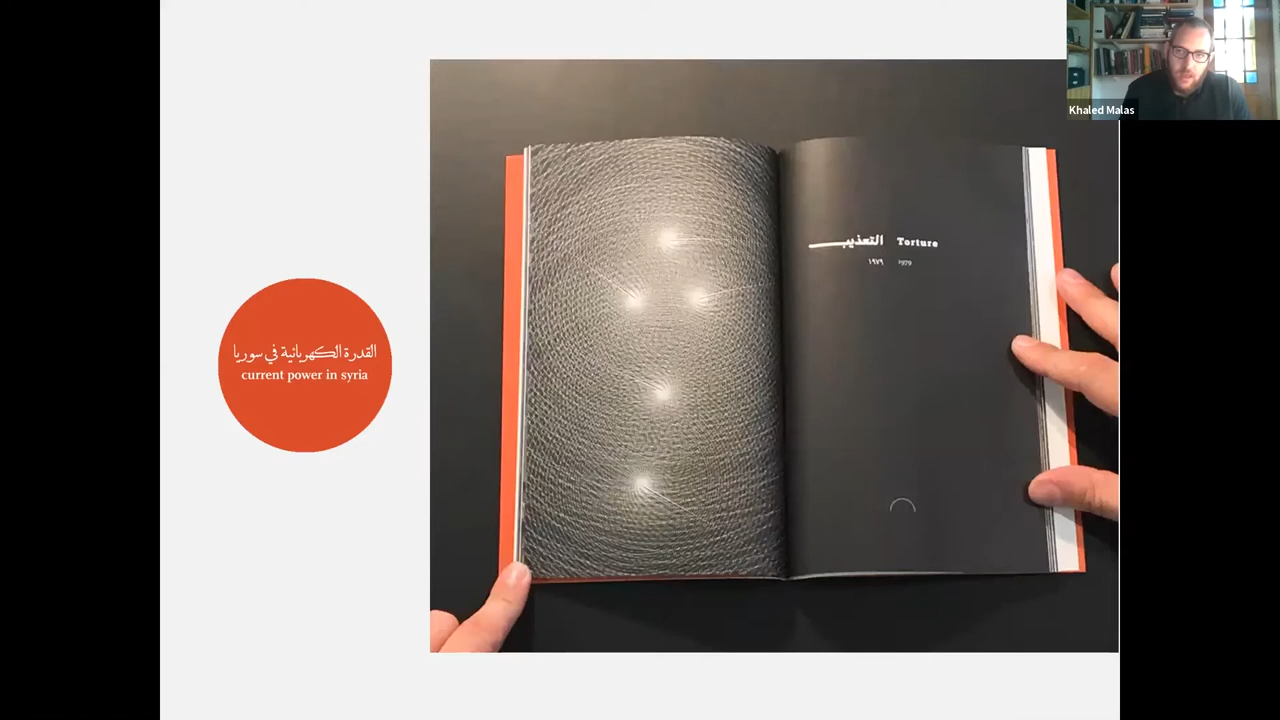 Khaled Malas
القدرة الكهربائية في سوريا
current power in syria
التعذيب Torture
١٩٧٩ 1979